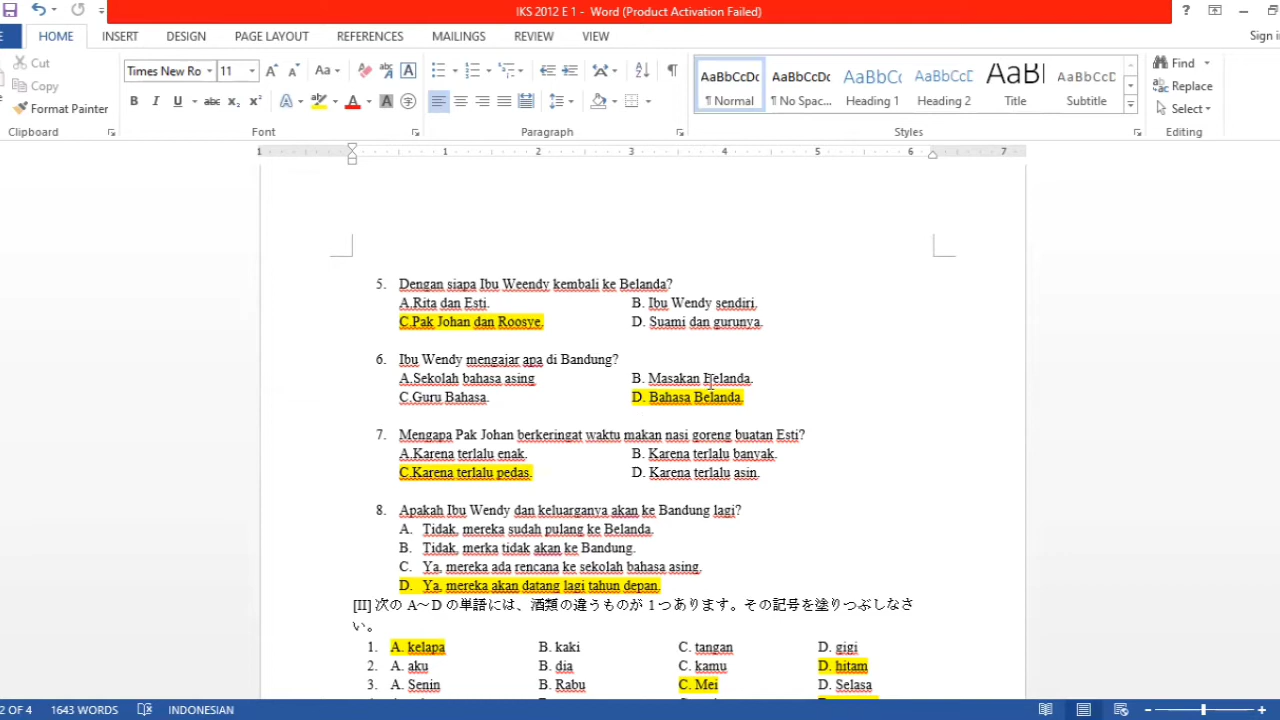 IKS 2012 E 1 - Word (Product Activation Failed)
HOME INSERT DESIGN PAGE LAYOUT REFERENCES MAILINGS REVIEW VIEW Sign i
Cut
Copy
Format Painter
Clipboard
Times New Ro 11
Font
Paragraph
AaBbCcDc AaBbCcDc AaBbCcD AaBbCcD AaBl AaBbCcDd
¶ Normal ¶ No Spac... Heading 1 Heading 2 Title Subtitle
Styles
Find
Replace
Select
Editing
1 1 2 3 4 5 6 7
5. Dengan siapa Ibu Weendy kembali ke Belanda?
A.Rita dan Esti. B. Ibu Wendy sendiri.
C.Pak Johan dan Roosye. D. Suami dan gurunya.
6. Ibu Wendy mengajar apa di Bandung?
A.Sekolah bahasa asing B. Masakan Belanda.
C.Guru Bahasa. D. Bahasa Belanda.
7. Mengapa Pak Johan berkeringat waktu makan nasi goreng buatan Esti?
A.Karena terlalu enak. B. Karena terlalu banyak.
C.Karena terlalu pedas. D. Karena terlalu asin.
8. Apakah Ibu Wendy dan keluarganya akan ke Bandung lagi?
A. Tidak, mereka sudah pulang ke Belanda.
B. Tidak, merka tidak akan ke Bandung.
C. Ya, mereka ada rencana ke sekolah bahasa asing.
D. Ya, mereka akan datang lagi tahun depan.
[II] 次の A～D の単語には、酒類の違うものが 1 つあります。その記号を塗りつぶしなさ
い。
1. A. kelapa B. kaki C. tangan D. gigi
2. A. aku B. dia C. kamu D. hitam
3. A. Senin B. Rabu C. Mei D. Selasa
2 OF 4 1643 WORDS INDONESIAN